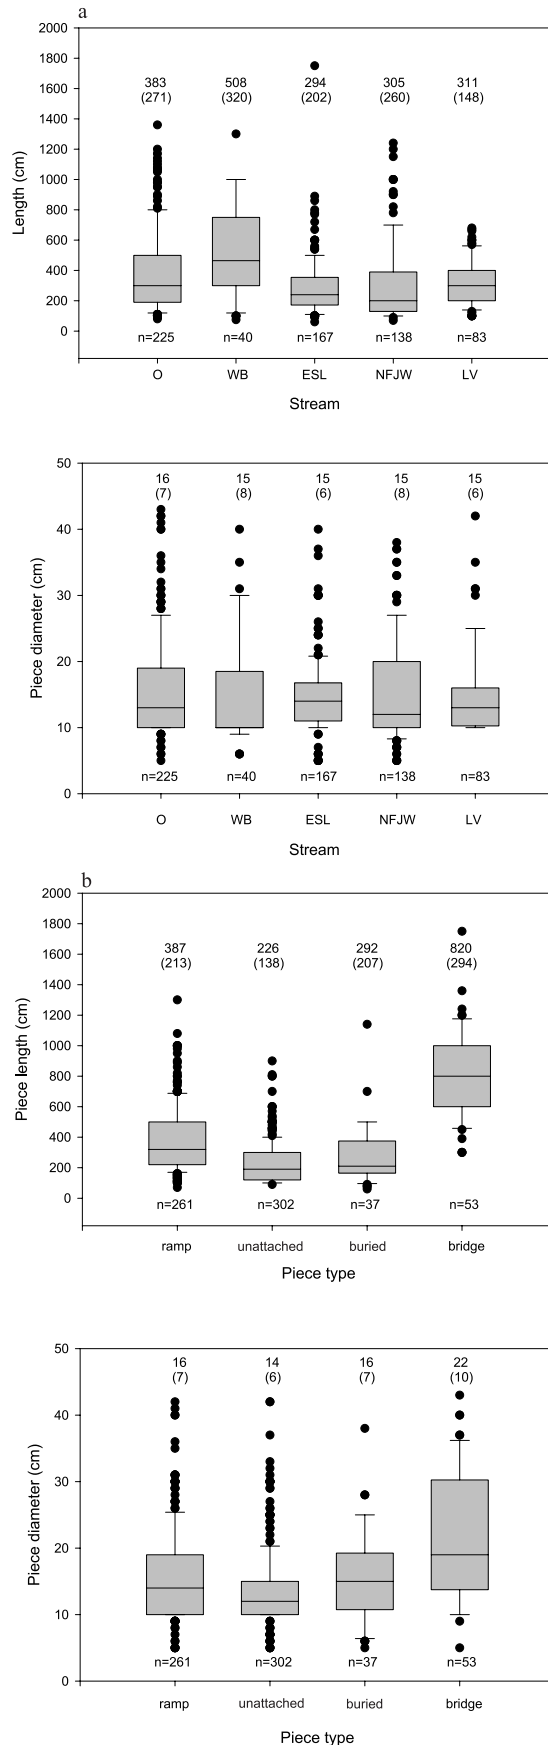 a
2000
1800
1600
1400
1200
1000
800
600
400
200
0
Length (cm)
383 508 294 305 311
(271) (320) (202) (260) (148)
n=225 n=40 n=167 n=138 n=83
O WB ESL NFJW LV
Stream
50
40
30
20
10
0
Piece diameter (cm)
16 15 15 15 15
(7) (8) (6) (8) (6)
n=225 n=40 n=167 n=138 n=83
O WB ESL NFJW LV
Stream
b
2000
1800
1600
1400
1200
1000
800
600
400
200
0
Piece length (cm)
387 226 292 820
(213) (138) (207) (294)
n=261 n=302 n=37 n=53
ramp unattached buried bridge
Piece type
50
40
30
20
10
0
Piece diameter (cm)
16 14 16 22
(7) (6) (7) (10)
n=261 n=302 n=37 n=53
ramp unattached buried bridge
Piece type